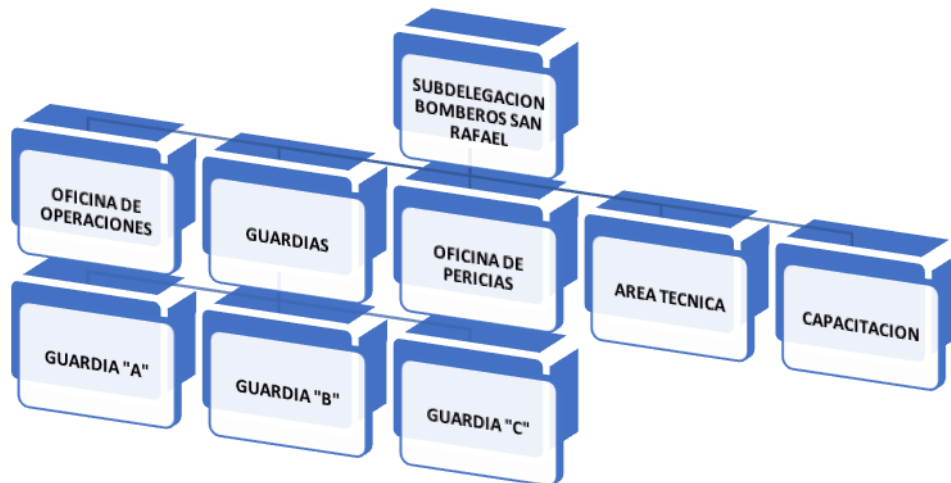 SUBDELEGACION
BOMBEROS SAN
RAFAEL
OFICINA DE
OPERACIONES
GUARDIAS
OFICINA DE
PERICIAS
AREA TECNICA
CAPACITACION
GUARDIA "A"
GUARDIA "B"
GUARDIA "C"